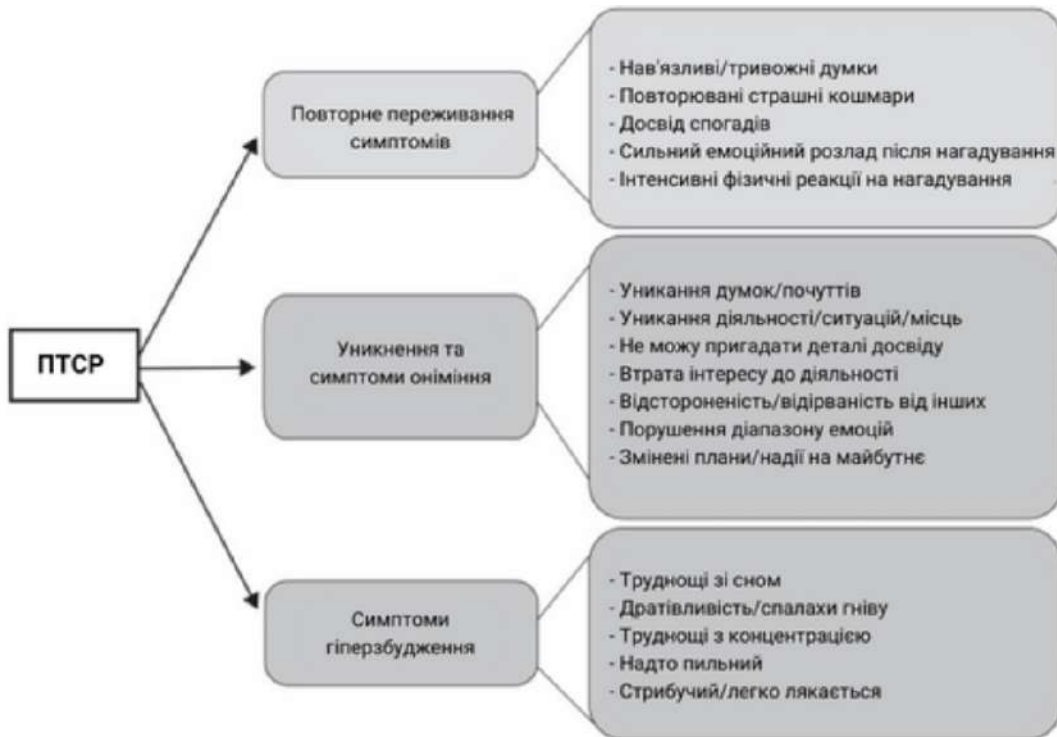 ПТСР
Повторне переживання
симптомів
- Нав'язливі/тривожні думки
- Повторювані страшні кошмари
- Досвід спогадів
- Сильний емоційний розлад після нагадування
- Інтенсивні фізичні реакції на нагадування
Уникнення та
симптоми оніміння
- Уникання думок/почуттів
- Уникання діяльності/ситуацій/місць
- Не можу пригадати деталі досвіду
- Втрата інтересу до діяльності
- Відстороненість/відірваність від інших
- Порушення діапазону емоцій
- Змінені плани/надії на майбутнє
Симптоми
гіперзбудження
- Труднощі зі сном
- Дратівливість/спалахи гніву
- Труднощі з концентрацією
- Надто пильний
- Стрибучий/легко лякається